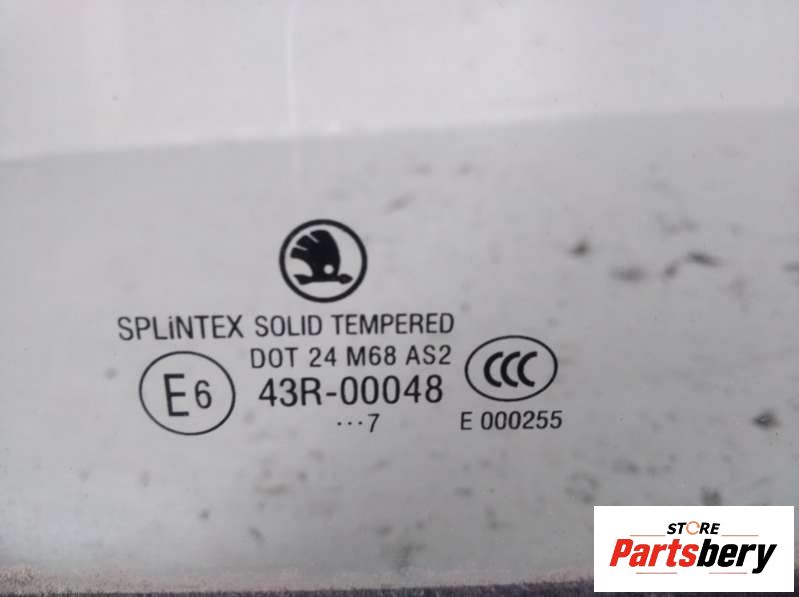 SPLiNTEX SOLID TEMPERED
DOT 24 M68 AS2
E6 43R-00048 CCC
...7 E 000255
STORE
Partsbery